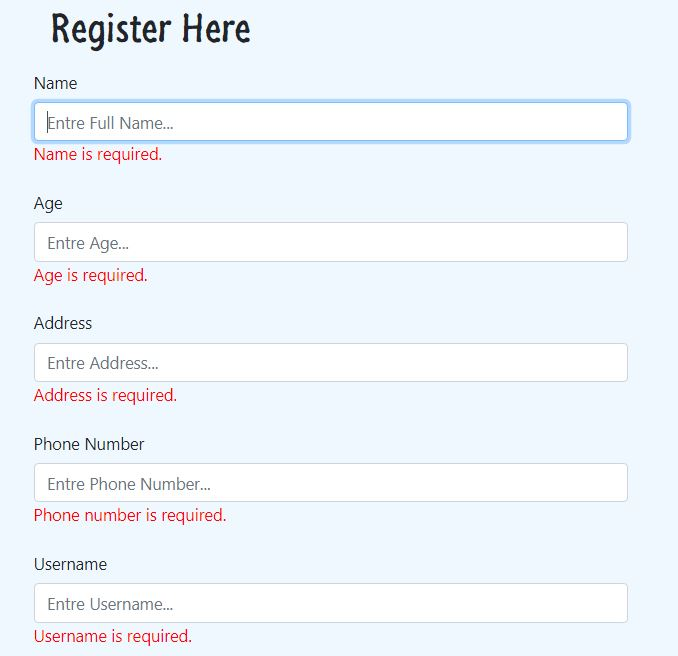 Register Here
Name
Entre Full Name...
Name is required.
Age
Entre Age...
Age is required.
Address
Entre Address...
Address is required.
Phone Number
Entre Phone Number...
Phone number is required.
Username
Entre Username...
Username is required.